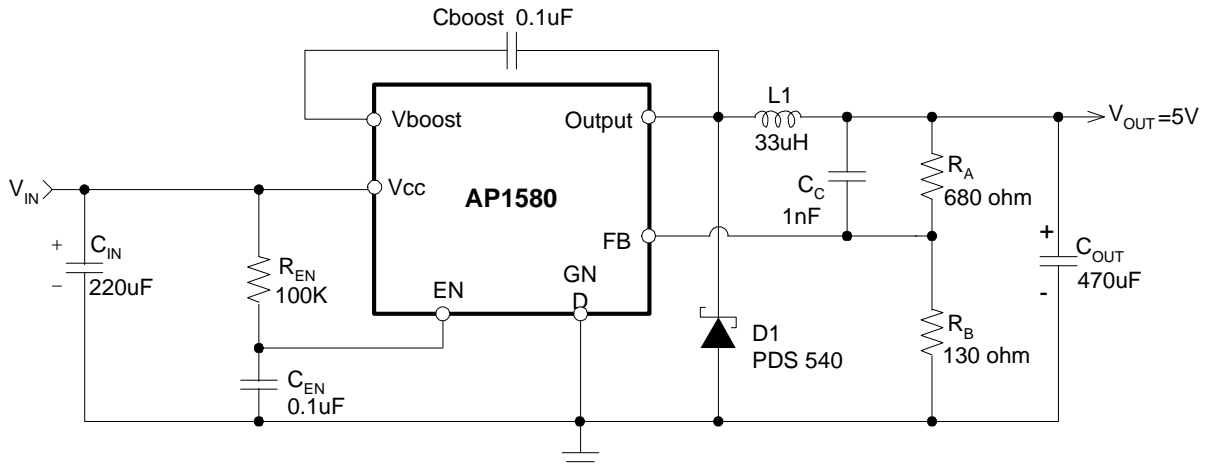 Cboost 0.1uF
Vboost
Output
L1
33uH
VOUT=5V
VIN
Vcc
AP1580
CC
1nF
RA
680 ohm
FB
+
CIN
220uF
−
REN
100K
EN
GN
D
+
COUT
470uF
-
D1
PDS 540
RB
130 ohm
CEN
0.1uF